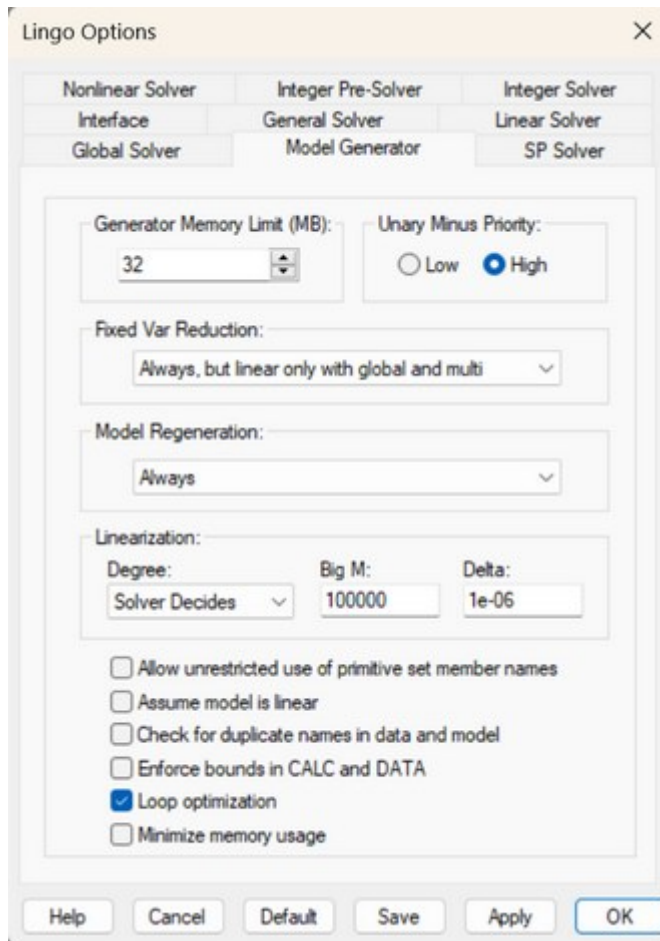 Lingo Options
Nonlinear Solver Integer Pre-Solver Integer Solver
Interface General Solver Linear Solver
Global Solver Model Generator SP Solver
Generator Memory Limit (MB): Unary Minus Priority:
32 Low High
Fixed Var Reduction:
Always, but linear only with global and multi
Model Regeneration:
Always
Linearization:
Degree: Big M: Delta:
Solver Decides 100000 1e-06
Allow unrestricted use of primitive set member names
Assume model is linear
Check for duplicate names in data and model
Enforce bounds in CALC and DATA
Loop optimization
Minimize memory usage
Help Cancel Default Save Apply OK